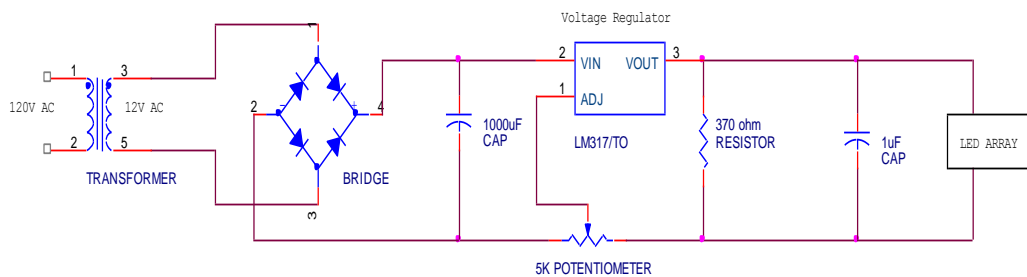 Voltage Regulator
1
2
3
VIN
VOUT
1
3
1
ADJ
120V AC
12V AC
2
-
+
4
1000uF
CAP
LM317/TO
370 ohm
RESISTOR
1uF
CAP
LED ARRAY
2
5
TRANSFORMER
BRIDGE
3
5K POTENTIOMETER